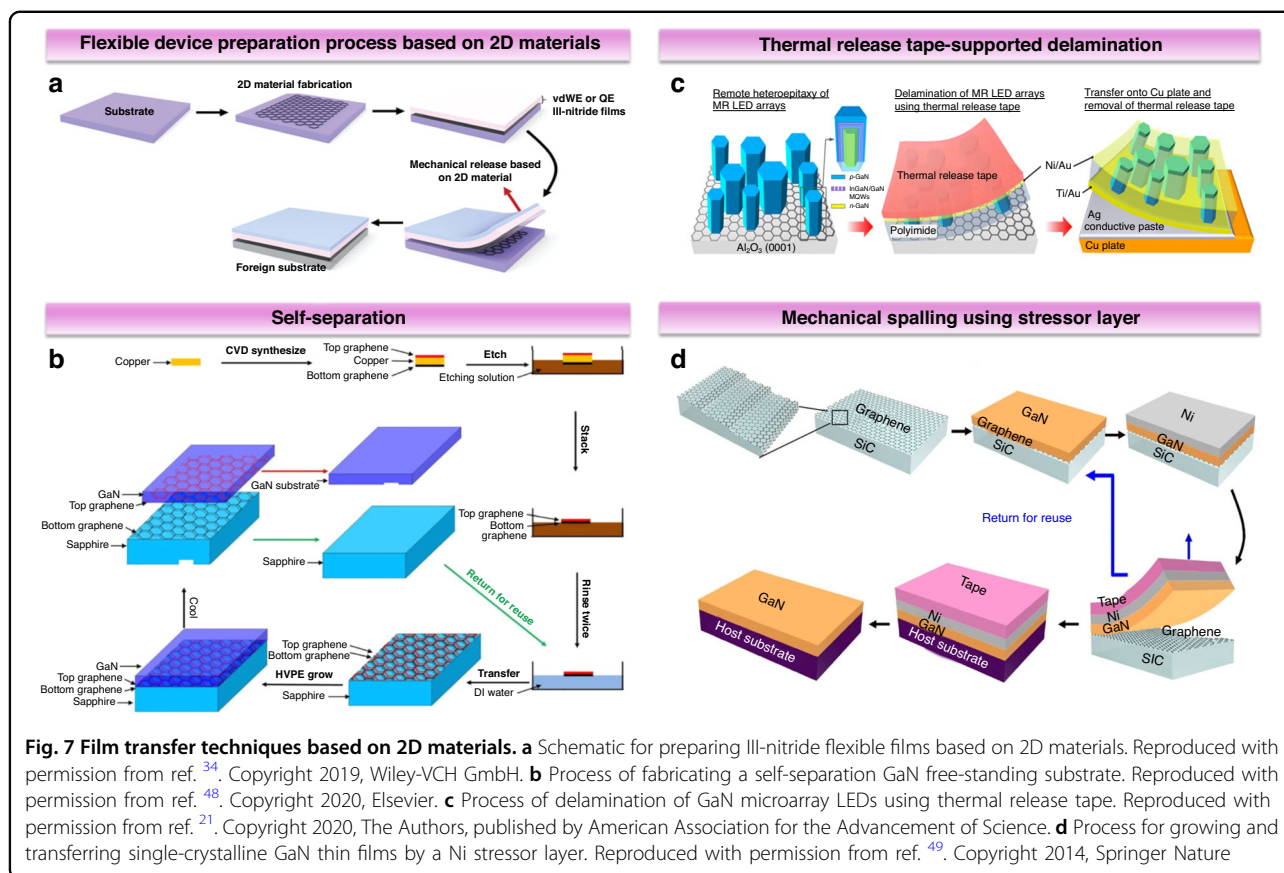 Flexible device preparation process based on 2D materials
a
Substrate
2D material fabrication
vdWE or QE
III-nitride films
Mechanical release based
on 2D material
Foreign substrate
Thermal release tape-supported delamination
c
Remote heteroepitaxy of
MR LED arrays
Delamination of MR LED arrays
using thermal release tape
Transfer onto Cu plate and
removal of thermal release tape
p-GaN
InGaN/GaN
MQWs
n-GaN
Al2O3 (0001)
Thermal release tape
Polyimide
Ni/Au
Ti/Au
Ag
conductive paste
Cu plate
Self-separation
b
Copper
CVD synthesize
Top graphene
Copper
Bottom graphene
Etch
Etching solution
Stack
Top graphene
Bottom
graphene
Rinse twice
DI water
Transfer
Top graphene
Bottom graphene
Sapphire
HVPE grow
GaN
Top graphene
Bottom graphene
Sapphire
Cool
GaN
Top graphene
Bottom graphene
Sapphire
GaN substrate
Sapphire
Return for reuse
Mechanical spalling using stressor layer
d
Graphene
SiC
GaN
Graphene
SiC
Ni
GaN
SiC
Return for reuse
Tape
Ni
GaN
Graphene
SIC
Tape
Ni
GaN
Host substrate
GaN
Host substrate
Fig. 7 Film transfer techniques based on 2D materials. a Schematic for preparing III-nitride flexible films based on 2D materials. Reproduced with
permission from ref. 34. Copyright 2019, Wiley-VCH GmbH. b Process of fabricating a self-separation GaN free-standing substrate. Reproduced with
permission from ref. 48. Copyright 2020, Elsevier. c Process of delamination of GaN microarray LEDs using thermal release tape. Reproduced with
permission from ref. 21. Copyright 2020, The Authors, published by American Association for the Advancement of Science. d Process for growing and
transferring single-crystalline GaN thin films by a Ni stressor layer. Reproduced with permission from ref. 49. Copyright 2014, Springer Nature